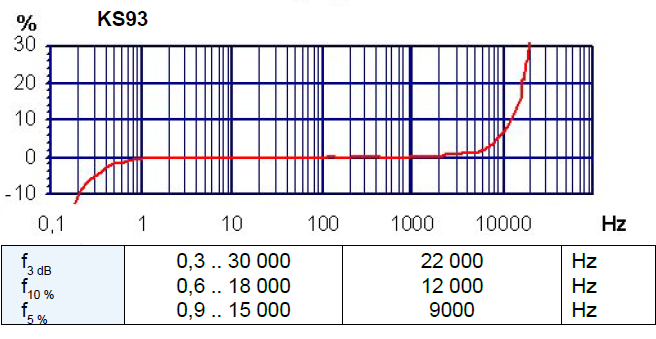 % KS93
30
20
10
0
-10
0,1 1 10 100 1000 10000 Hz
f3 dB 0,3 .. 30 000 22 000 Hz
f10 % 0,6 .. 18 000 12 000 Hz
f5 % 0,9 .. 15 000 9000 Hz